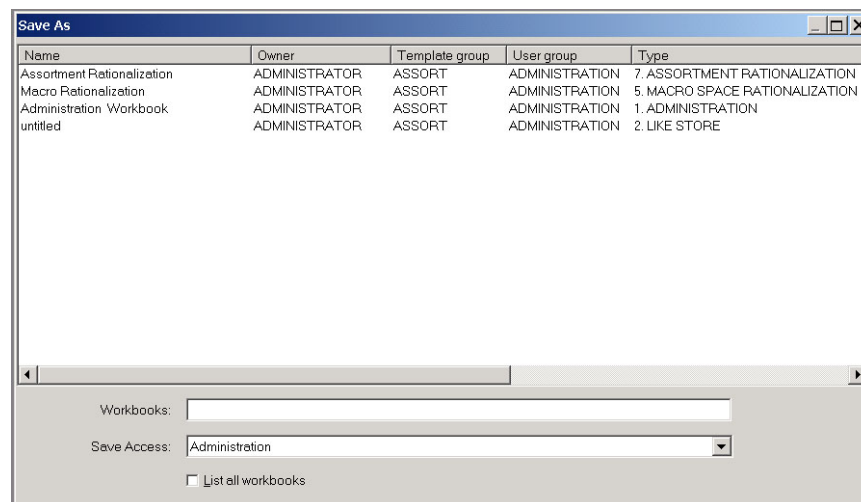 Save As
Name Owner Template group User group Type
Assortment Rationalization ADMINISTRATOR ASSORT ADMINISTRATION 7. ASSORTMENT RATIONALIZATION
Macro Rationalization ADMINISTRATOR ASSORT ADMINISTRATION 5. MACRO SPACE RATIONALIZATION
Administration Workbook ADMINISTRATOR ASSORT ADMINISTRATION 1. ADMINISTRATION
untitled ADMINISTRATOR ASSORT ADMINISTRATION 2. LIKE STORE
Workbooks:
Save Access: Administration
List all workbooks